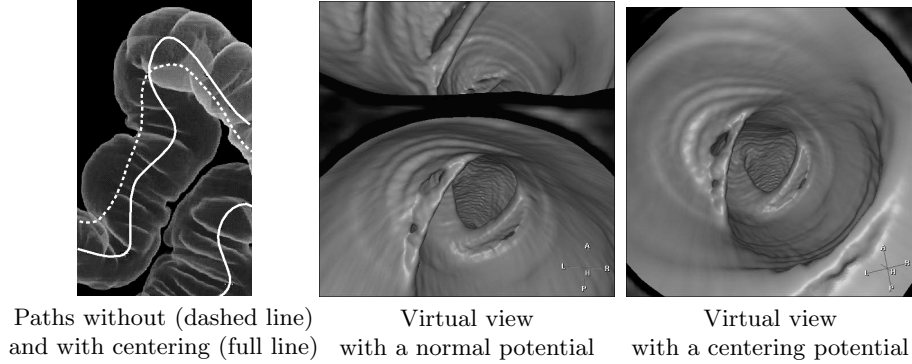 A
L H R
P
A
L H R
P
Paths without (dashed line)
and with centering (full line)
Virtual view
with a normal potential
Virtual view
with a centering potential